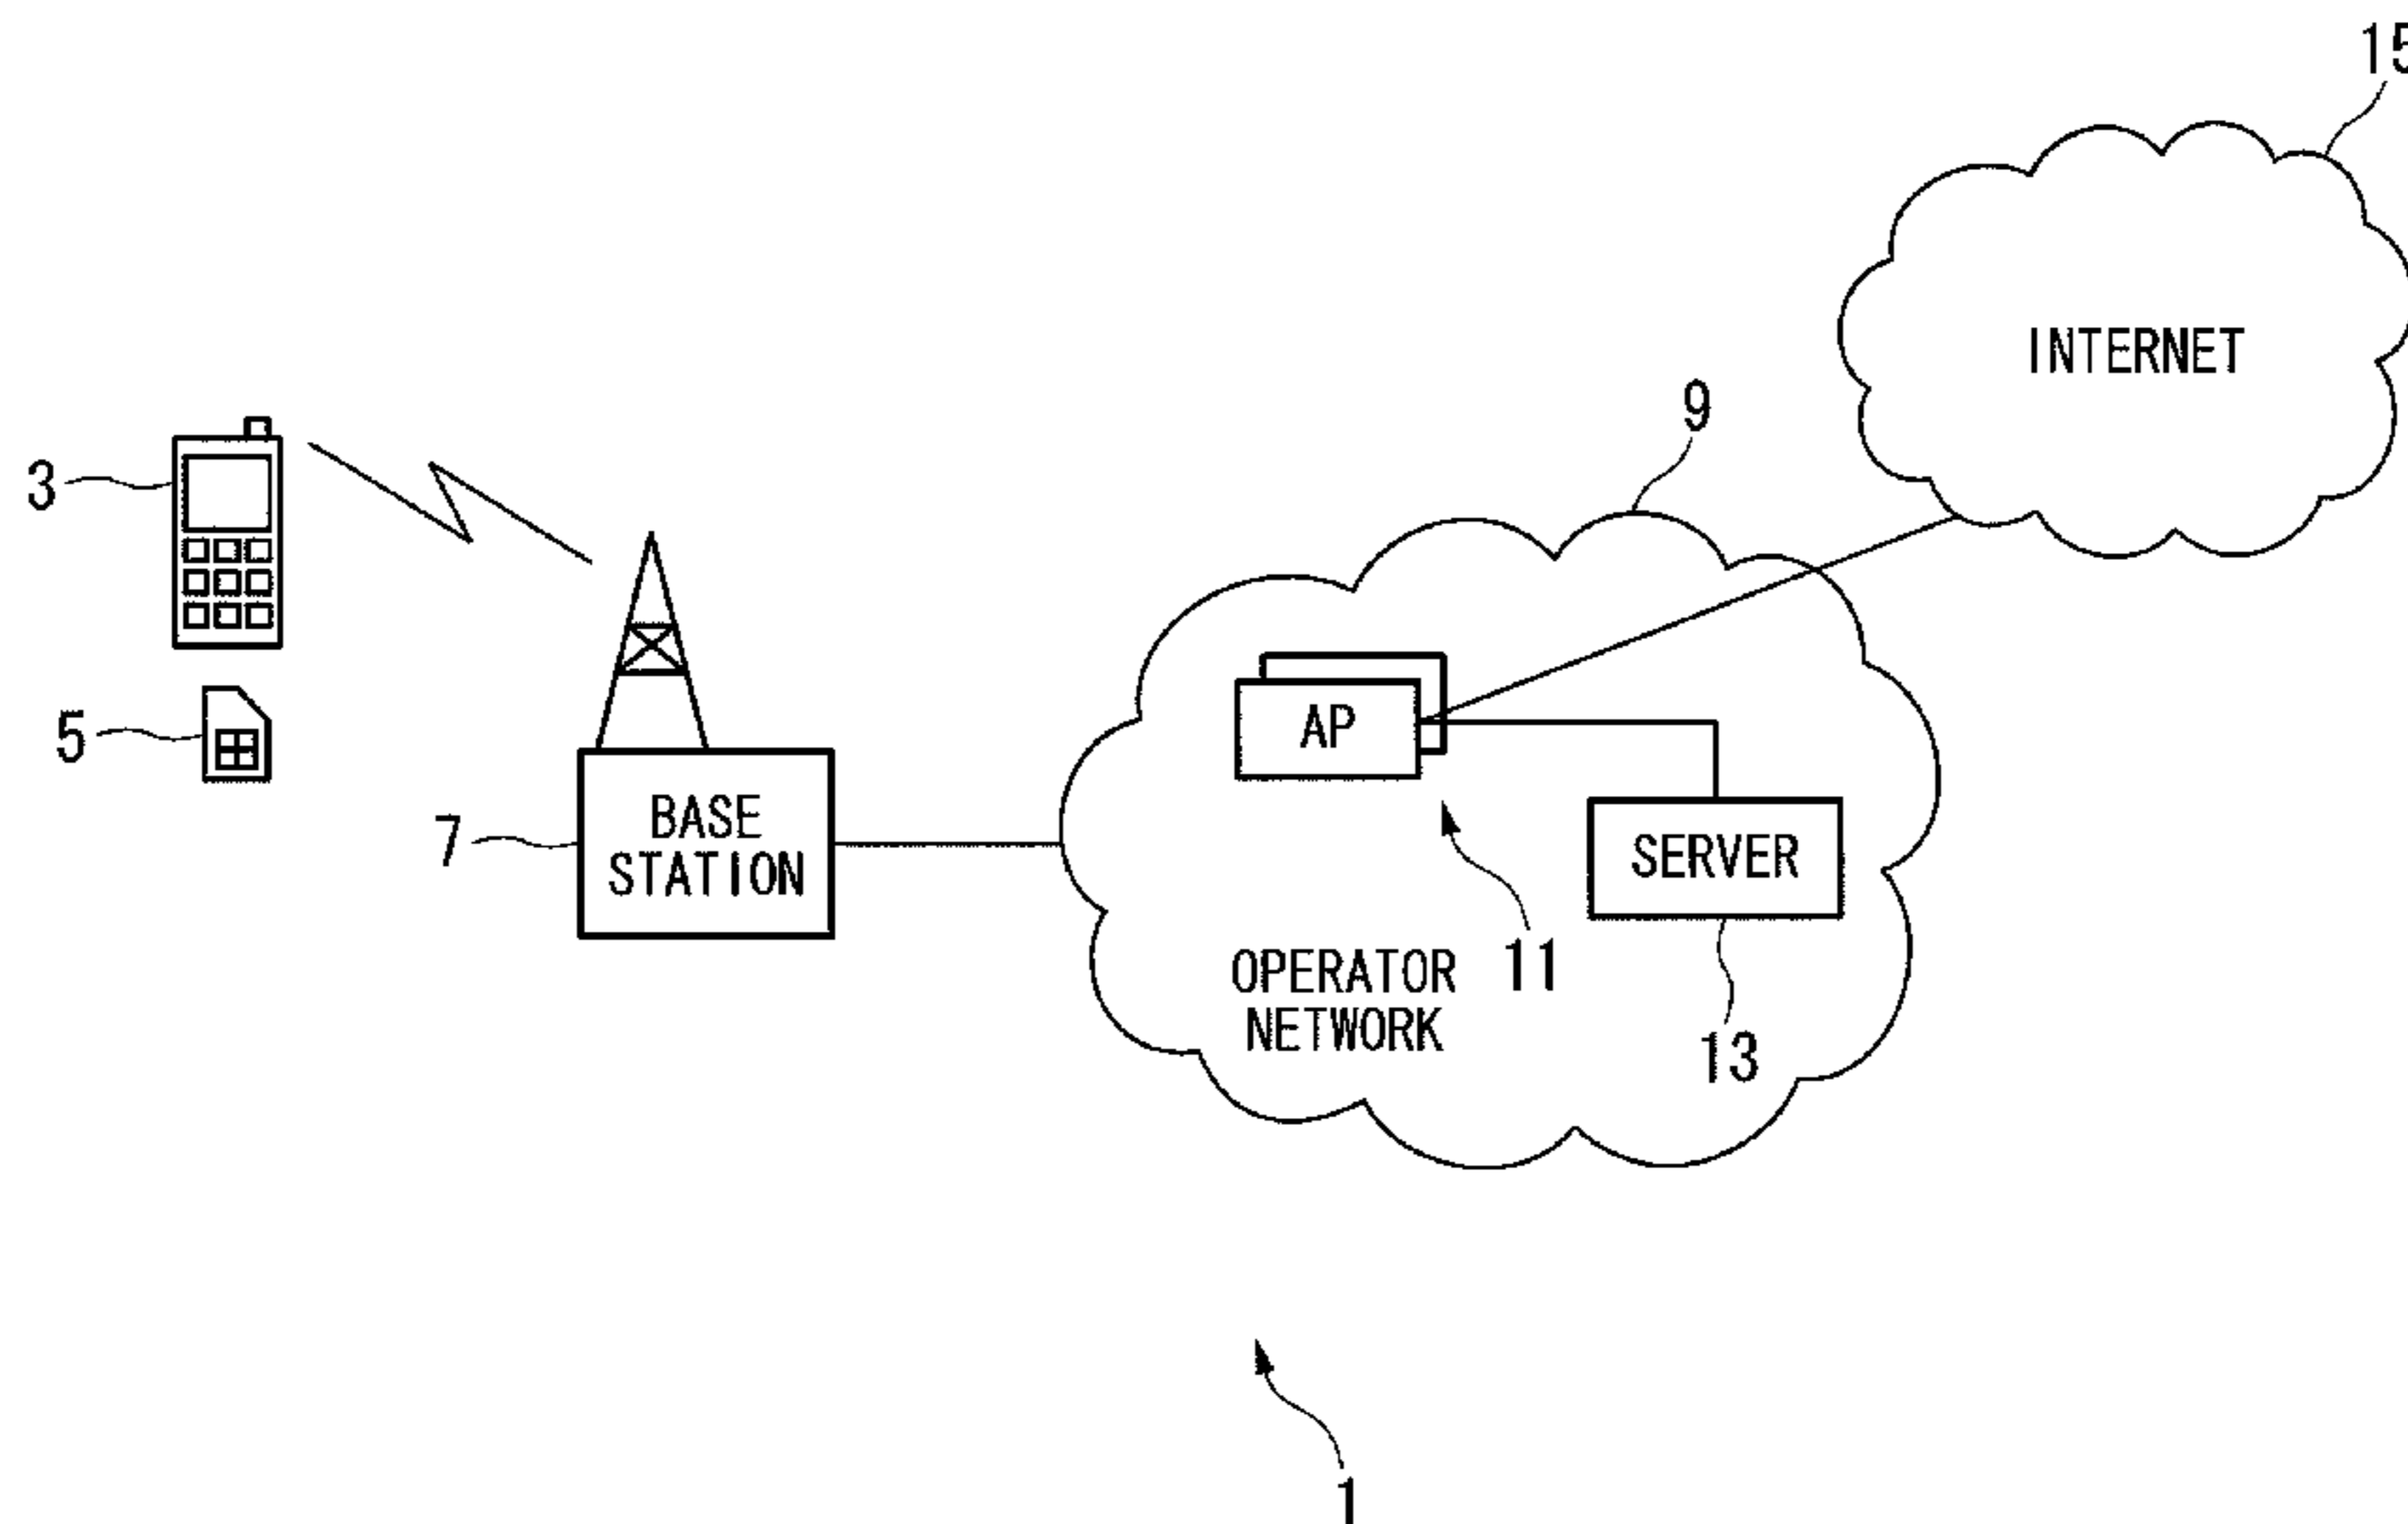 15
INTERNET
9
3
5
AP
7
BASE
STATION
SERVER
11
OPERATOR
NETWORK
13
1